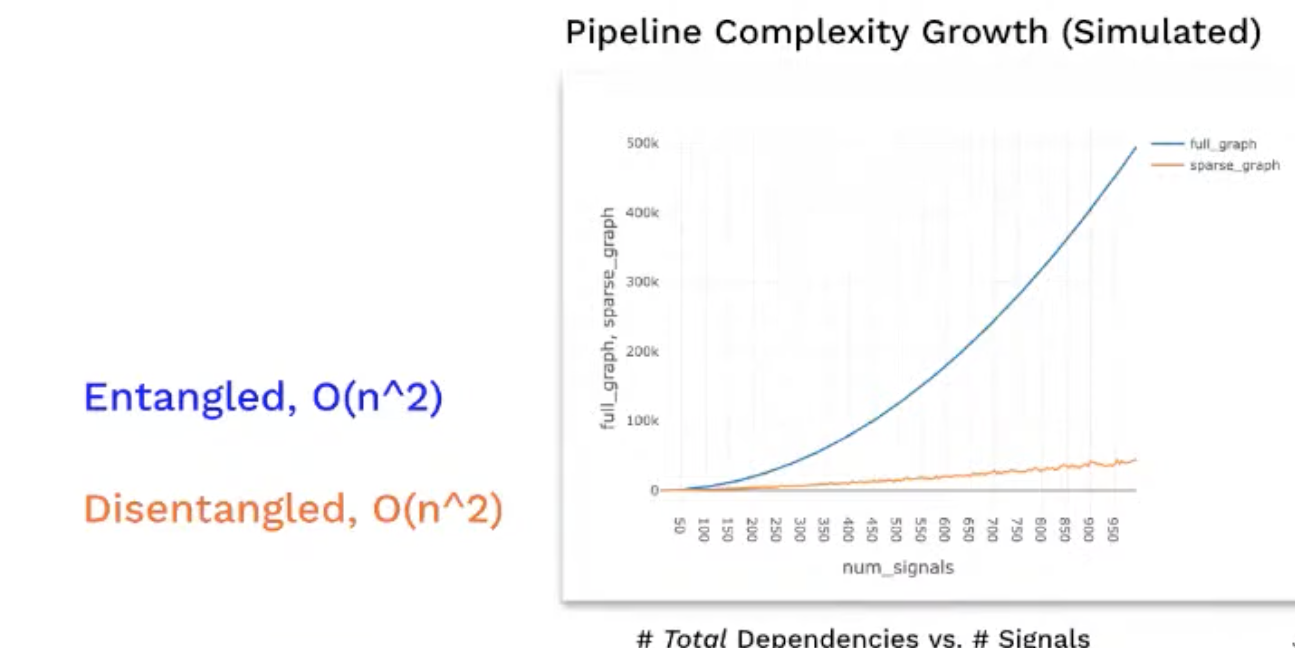 Pipeline Complexity Growth (Simulated)
Entangled, O(n^2)
Disentangled, O(n^2)
500k
400k
300k
200k
100k
0
full_graph, sparse_graph
50 100 150 200 250 300 350 400 450 500 550 600 650 700 750 800 850 900 950
num_signals
full_graph
sparse_graph
# Total Dependencies vs. # Signals